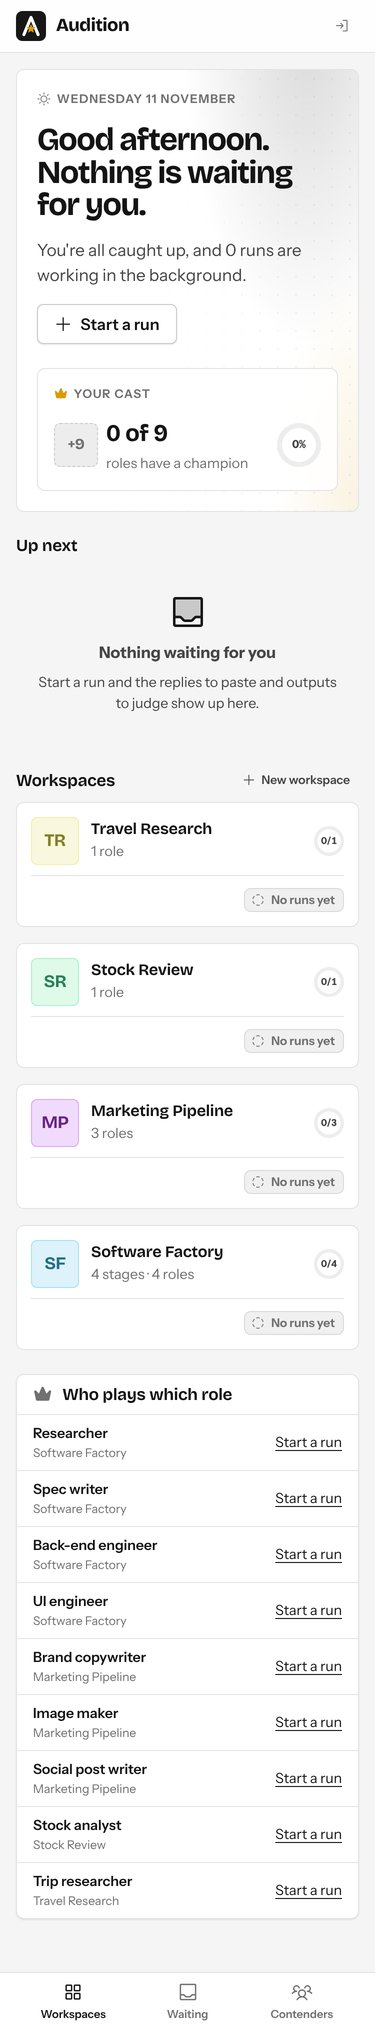 Audition
WEDNESDAY 11 NOVEMBER
Good afternoon.
Nothing is waiting
for you.
You're all caught up, and 0 runs are
working in the background.
Start a run
YOUR CAST
+9
0 of 9
roles have a champion
0%
Up next
Nothing waiting for you
Start a run and the replies to paste and outputs
to judge show up here.
Workspaces
New workspace
TR
Travel Research
1 role
0/1
No runs yet
SR
Stock Review
1 role
0/1
No runs yet
MP
Marketing Pipeline
3 roles
0/3
No runs yet
SF
Software Factory
4 stages · 4 roles
0/4
No runs yet
Who plays which role
Researcher
Software Factory
Start a run
Spec writer
Software Factory
Start a run
Back-end engineer
Software Factory
Start a run
UI engineer
Software Factory
Start a run
Brand copywriter
Marketing Pipeline
Start a run
Image maker
Marketing Pipeline
Start a run
Social post writer
Marketing Pipeline
Start a run
Stock analyst
Stock Review
Start a run
Trip researcher
Travel Research
Start a run
Workspaces
Waiting
Contenders